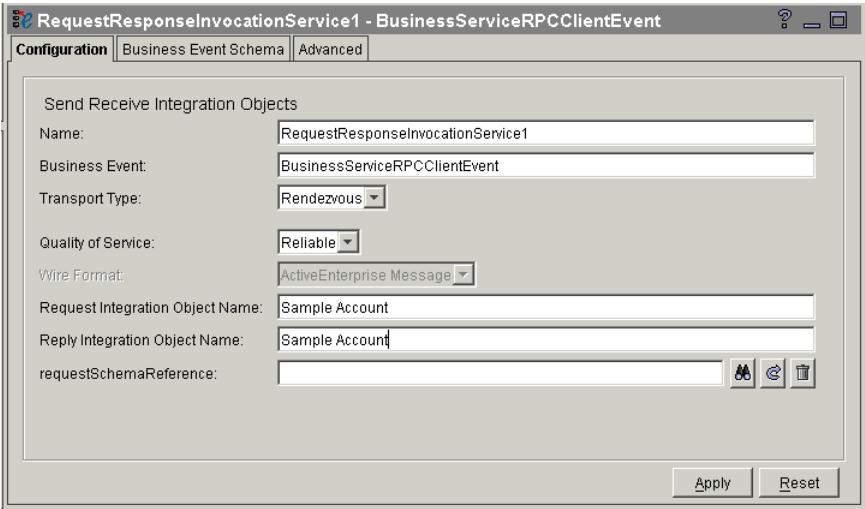 RequestResponseInvocationService1 - BusinessServiceRPCClientEvent
Configuration Business Event Schema Advanced
Send Receive Integration Objects
Name: RequestResponseInvocationService1
Business Event: BusinessServiceRPCClientEvent
Transport Type: Rendezvous
Quality of Service: Reliable
Wire Format: ActiveEnterprise Message
Request Integration Object Name: Sample Account
Reply Integration Object Name: Sample Account
requestSchemaReference:
Apply Reset